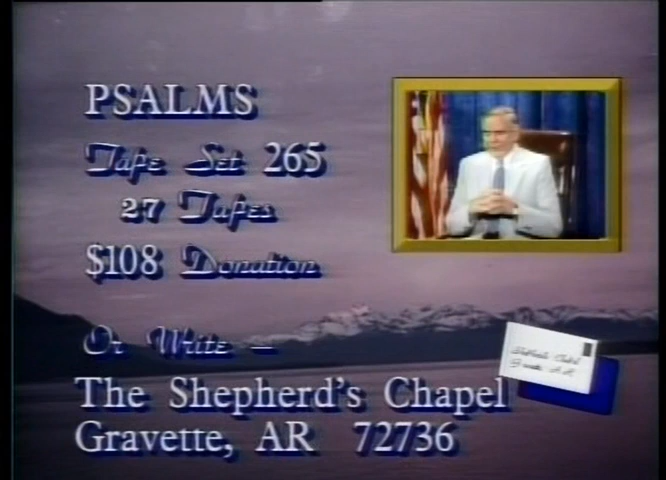 PSALMS
Tape Set 265
27 Tapes
$108 Donation
Or Write –
The Shepherd's Chapel
Gravette, AR 72736